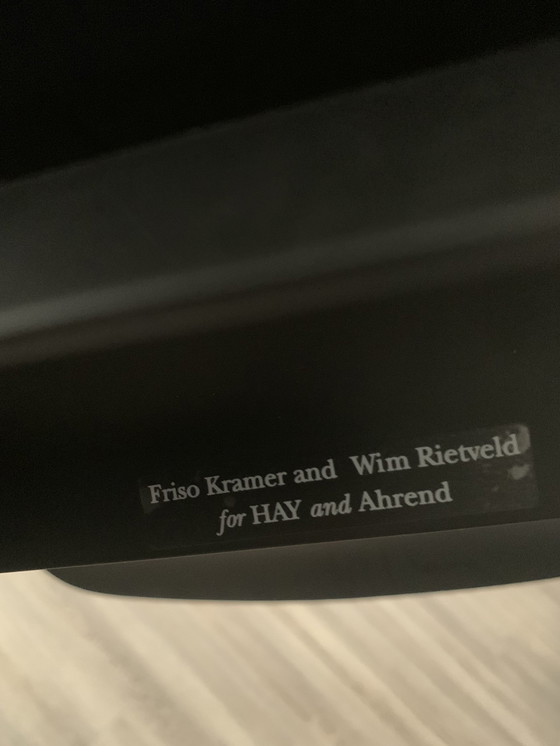 Friso Kramer and Wim Rietveld
for HAY and Ahrend